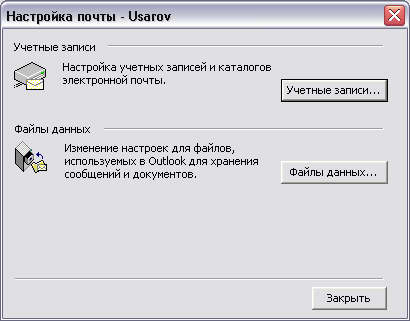 Настройка почты - Usarov
Учетные записи
Настройка учетных записей и каталогов
электронной почты.
Учетные записи...
Файлы данных
Изменение настроек для файлов,
используемых в Outlook для хранения
сообщений и документов.
Файлы данных...
Закрыть